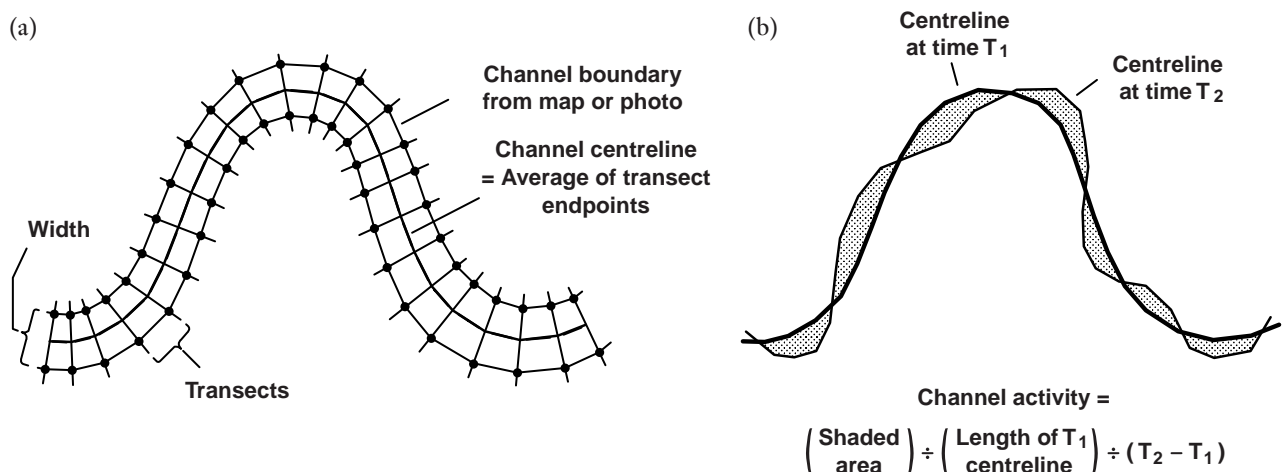 (a)
Channel boundary
from map or photo
Channel centreline
= Average of transect
endpoints
Width
Transects
(b)
Centreline
at time T1
Centreline
at time T2
Channel activity =
(Shaded area) ÷ (Length of T1 centreline) ÷ (T2 − T1)